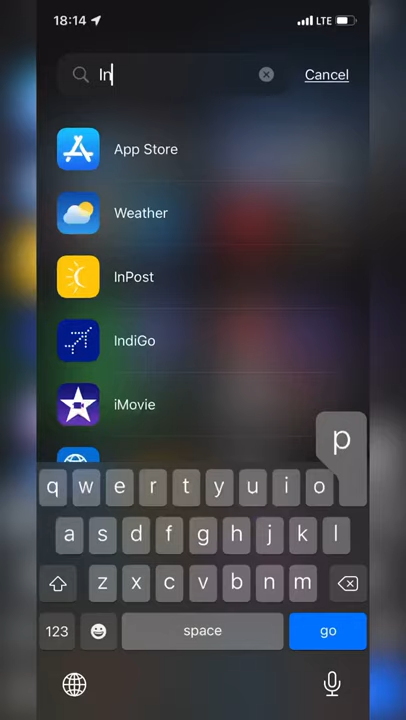 18:14 LTE
In Cancel
App Store
Weather
InPost
IndiGo
iMovie
p
q w e r t y u i o
a s d f g h j k l
z x c v b n m
123 space go